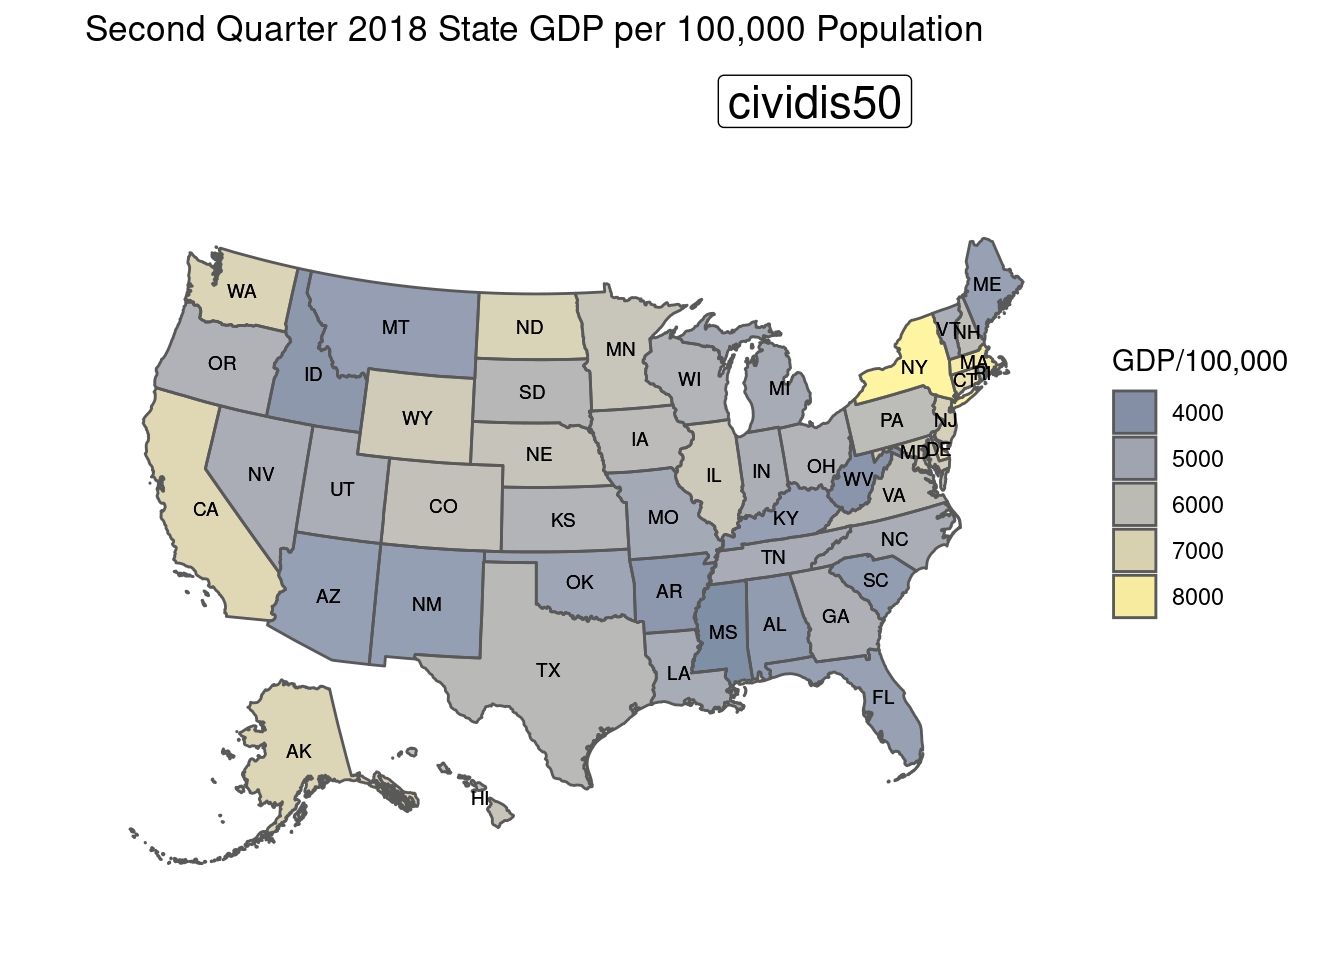 Second Quarter 2018 State GDP per 100,000 Population
cividis50
WA
MT
ND
MN
ME
OR
ID
SD
WI
MI
VT
NH
NY
MA
CT
RI
WY
IA
PA
NJ
NV
UT
CO
NE
IL
IN
OH
MD
DE
WV
VA
CA
KS
MO
KY
NC
TN
AZ
NM
OK
AR
SC
MS
AL
GA
TX
LA
FL
AK
HI
GDP/100,000
4000
5000
6000
7000
8000